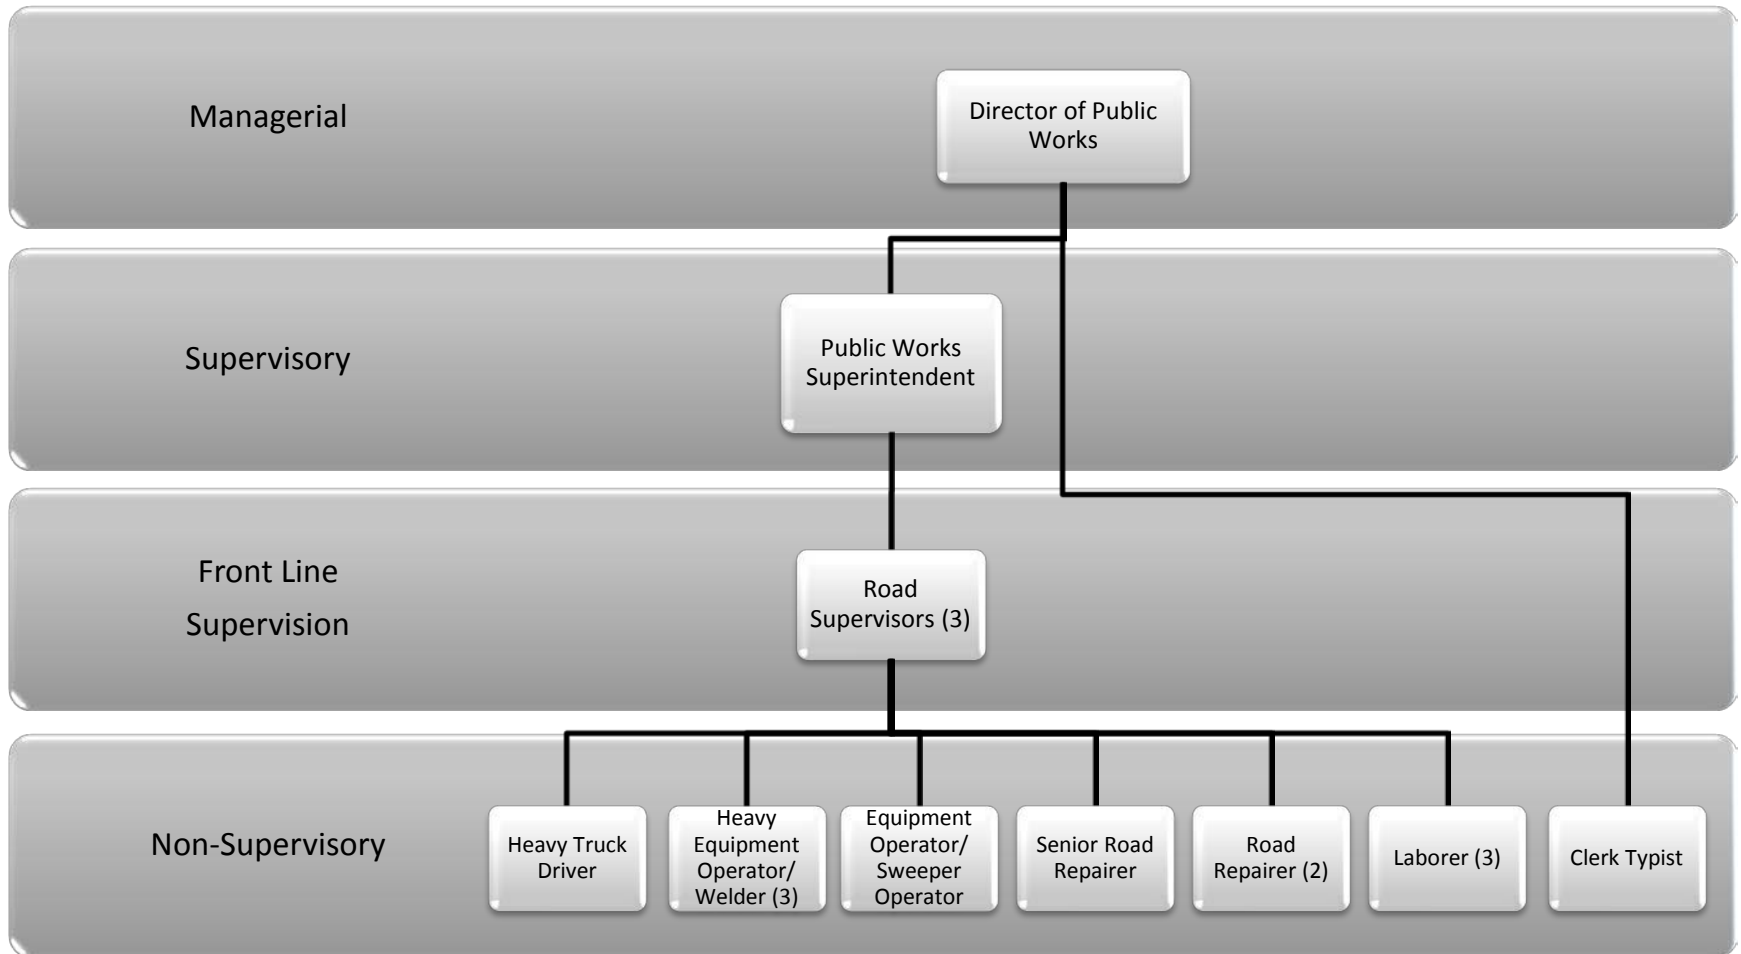 Managerial
Director of Public
Works
Supervisory
Public Works
Superintendent
Front Line
Supervision
Road
Supervisors (3)
Non-Supervisory
Heavy Truck
Driver
Heavy
Equipment
Operator/
Welder (3)
Equipment
Operator/
Sweeper
Operator
Senior Road
Repairer
Road
Repairer (2)
Laborer (3)
Clerk Typist